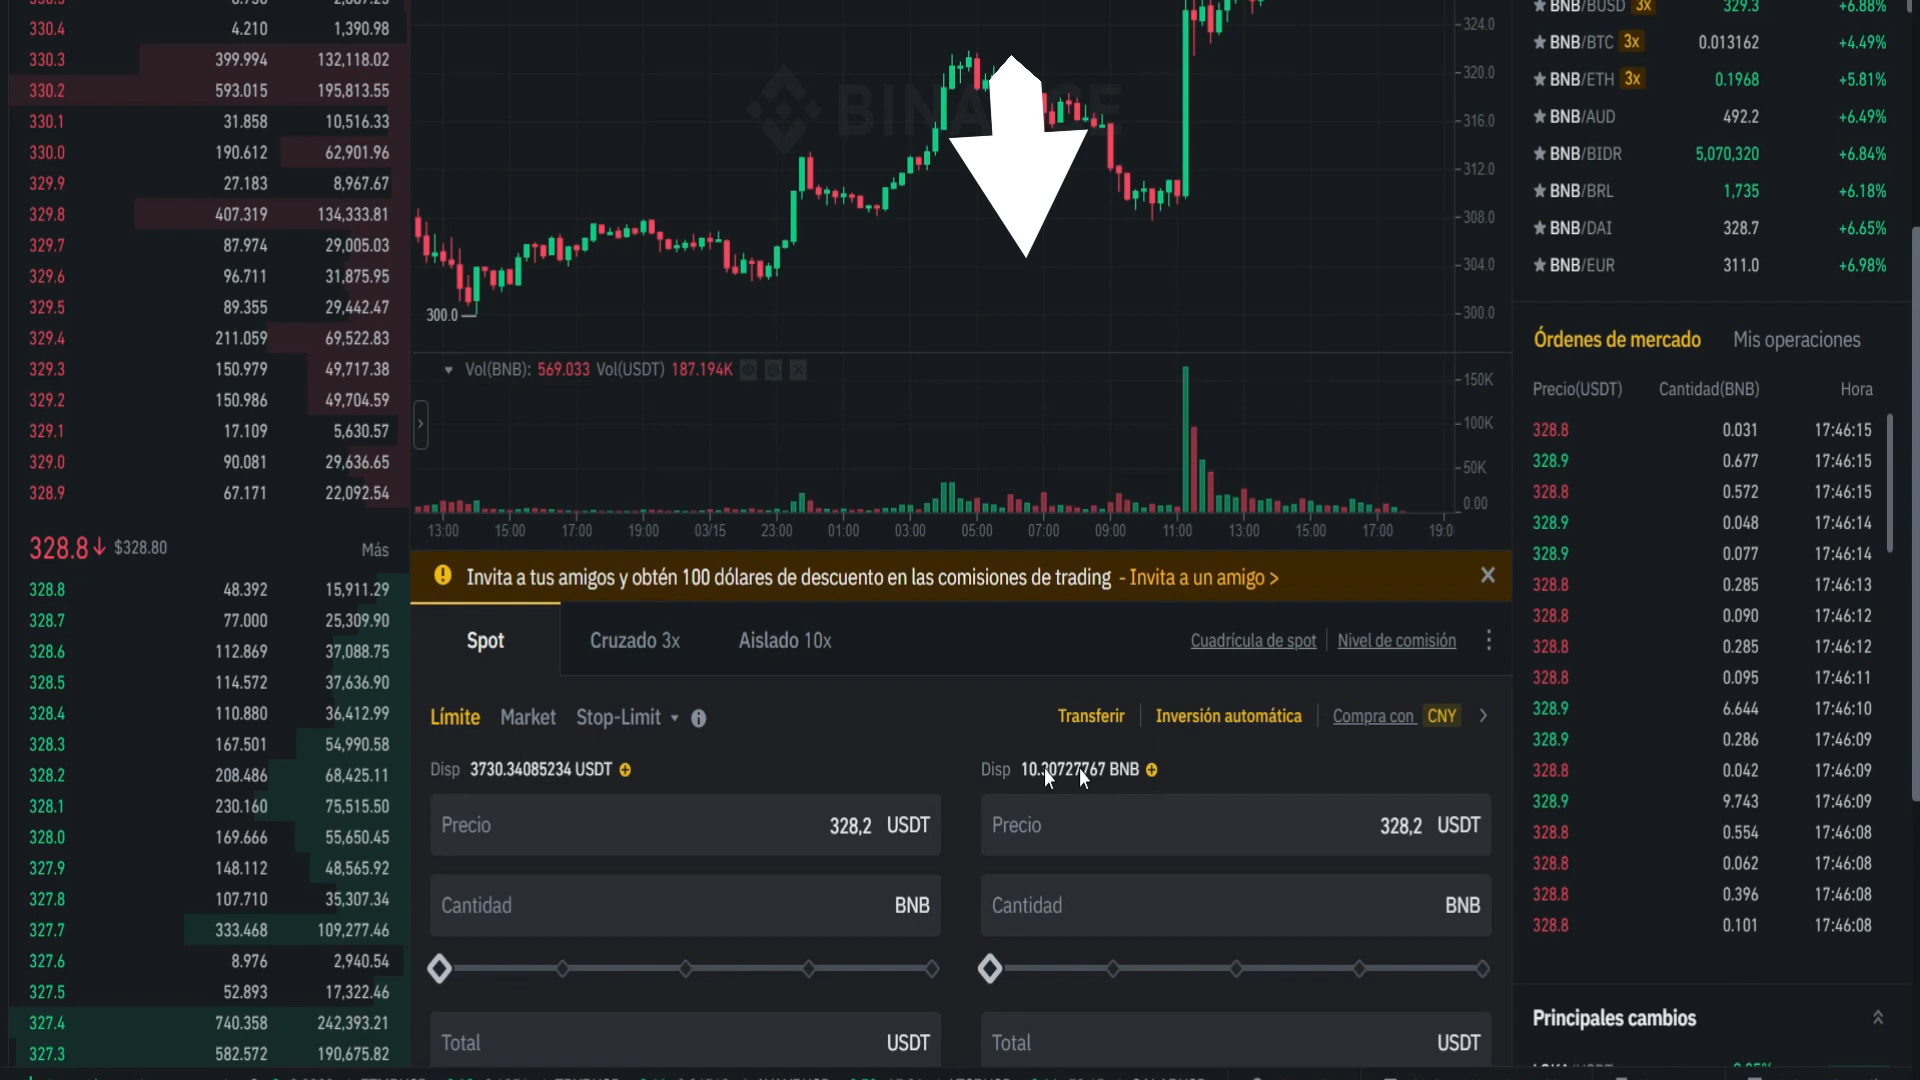 330.4 4.210 1,390.98
330.3 399.994 132,118.02
330.2 593.015 195,813.55
330.1 31.858 10,516.33
330.0 190.612 62,901.96
329.9 27.183 8,967.67
329.8 407.319 134,333.81
329.7 87.974 29,005.03
329.6 96.711 31,875.95
329.5 89.355 29,442.47
329.4 211.059 69,522.83
329.3 150.979 49,717.38
329.2 150.986 49,704.59
329.1 17.109 5,630.57
329.0 90.081 29,636.65
328.9 67.171 22,092.54
328.8↓ $328.80 Más
328.8 48.392 15,911.29
328.7 77.000 25,309.90
328.6 112.869 37,088.75
328.5 114.572 37,636.90
328.4 110.880 36,412.99
328.3 167.501 54,990.58
328.2 208.486 68,425.11
328.1 230.160 75,515.50
328.0 169.666 55,650.45
327.9 148.112 48,565.92
327.8 107.710 35,307.34
327.7 333.468 109,277.46
327.6 8.976 2,940.54
327.5 52.893 17,322.46
327.4 740.358 242,393.21
327.3 582.572 190,675.82
324.0
320.0
316.0
312.0
308.0
304.0
300.0
300.0
Vol(BNB): 569.033 Vol(USDT) 187.194K
150K
100K
50K
0.00
13:00 15:00 17:00 19:00 03/15 23:00 01:00 03:00 05:00 07:00 09:00 11:00 13:00 15:00 17:00 19:0
Invita a tus amigos y obtén 100 dólares de descuento en las comisiones de trading - Invita a un amigo >
Spot Cruzado 3x Aislado 10x Cuadrícula de spot Nivel de comisión
Límite Market Stop-Limit Transferir Inversión automática Compra con CNY
Disp 3730.34085234 USDT Disp 10.30727767 BNB
Precio 328,2 USDT Precio 328,2 USDT
Cantidad BNB Cantidad BNB
Total USDT Total USDT
BNB/BUSD 3x 329.3 +6.88%
BNB/BTC 3x 0.013162 +4.49%
BNB/ETH 3x 0.1968 +5.81%
BNB/AUD 492.2 +6.49%
BNB/BIDR 5,070,320 +6.84%
BNB/BRL 1,735 +6.18%
BNB/DAI 328.7 +6.65%
BNB/EUR 311.0 +6.98%
Órdenes de mercado Mis operaciones
Precio(USDT) Cantidad(BNB) Hora
328.8 0.031 17:46:15
328.9 0.677 17:46:15
328.8 0.572 17:46:15
328.9 0.048 17:46:14
328.9 0.077 17:46:14
328.8 0.285 17:46:13
328.8 0.090 17:46:12
328.8 0.285 17:46:12
328.8 0.095 17:46:11
328.9 6.644 17:46:10
328.9 0.286 17:46:09
328.8 0.042 17:46:09
328.9 9.743 17:46:09
328.8 0.554 17:46:08
328.8 0.062 17:46:08
328.8 0.396 17:46:08
328.8 0.101 17:46:08
Principales cambios